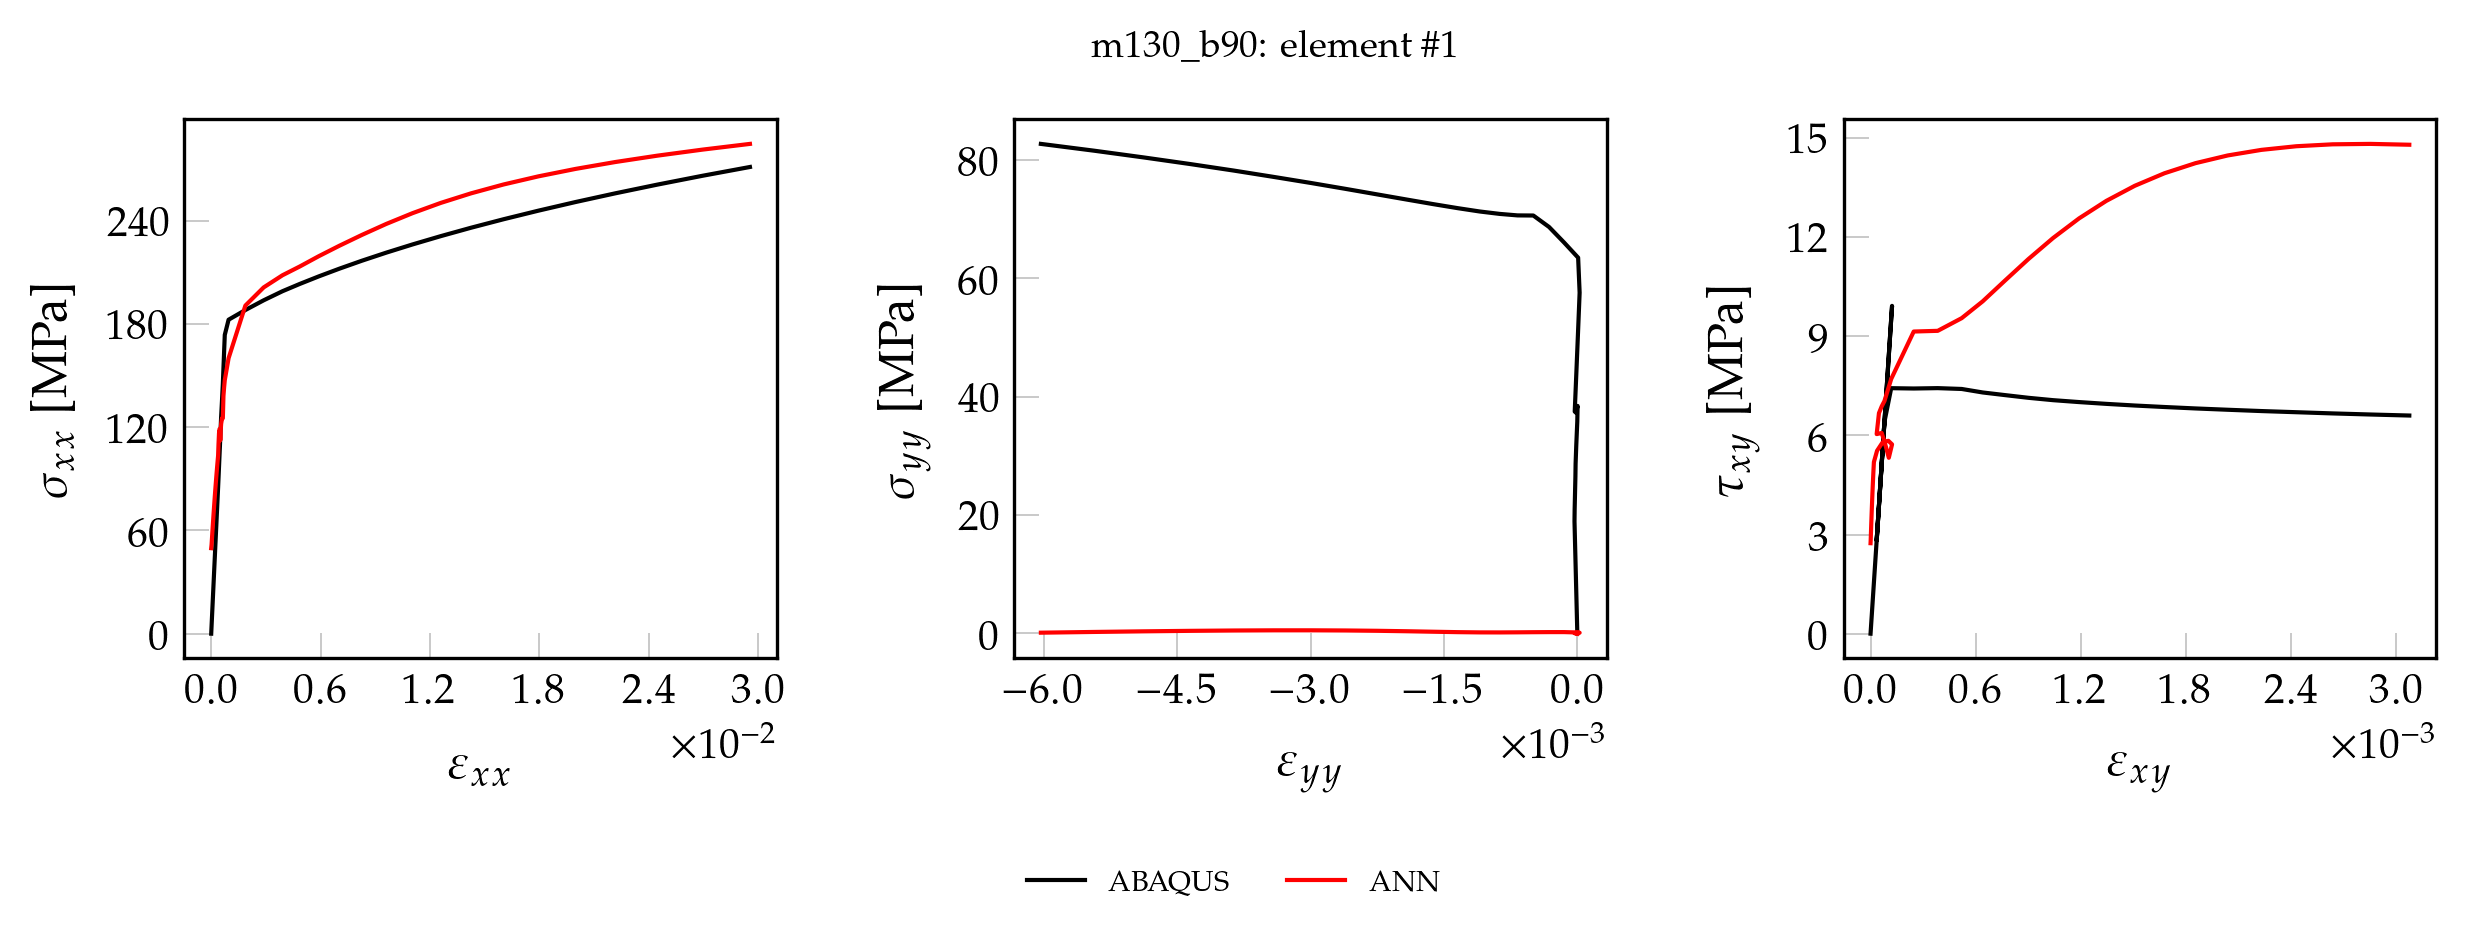 m130_b90: element #1
σxx [MPa]
240
180
120
60
0
0.0 0.6 1.2 1.8 2.4 3.0
×10−2
εxx
σyy [MPa]
80
60
40
20
0
−6.0 −4.5 −3.0 −1.5 0.0
×10−3
εyy
τxy [MPa]
15
12
9
6
3
0
0.0 0.6 1.2 1.8 2.4 3.0
×10−3
εxy
ABAQUS ANN